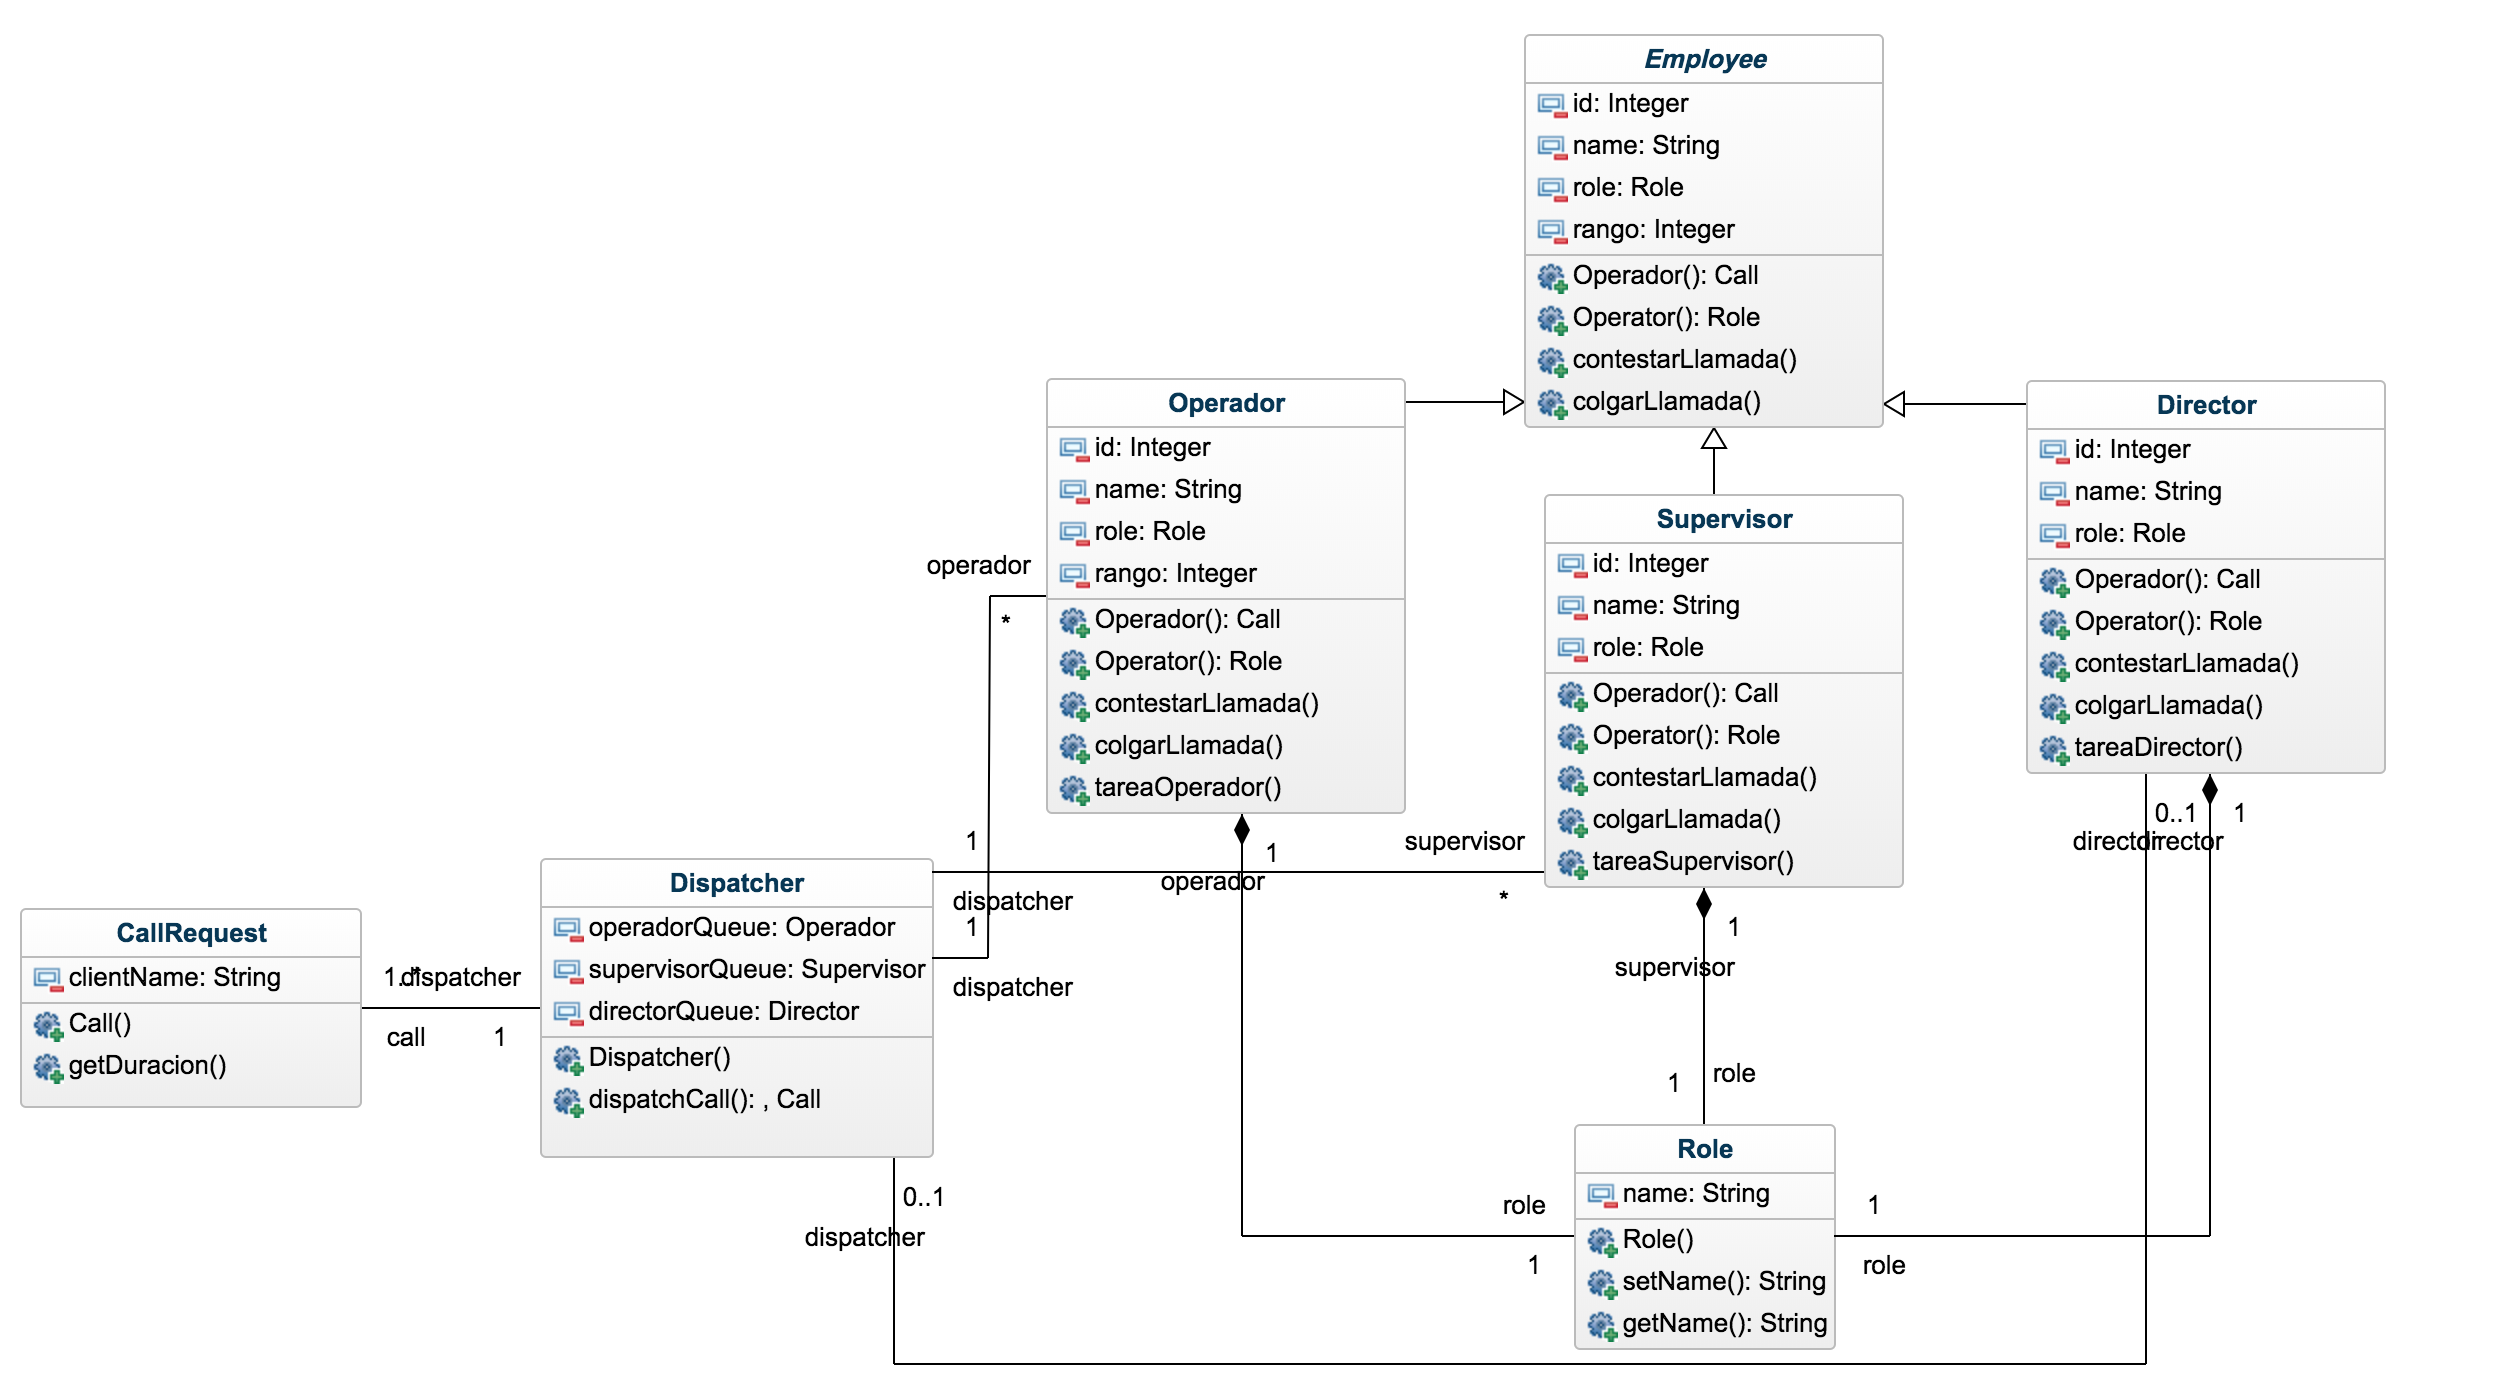 Employee
id: Integer
name: String
role: Role
rango: Integer
Operador(): Call
Operator(): Role
contestarLlamada()
colgarLlamada()
Operador
id: Integer
name: String
role: Role
rango: Integer
Operador(): Call
Operator(): Role
contestarLlamada()
colgarLlamada()
tareaOperador()
Director
id: Integer
name: String
role: Role
Operador(): Call
Operator(): Role
contestarLlamada()
colgarLlamada()
tareaDirector()
Supervisor
id: Integer
name: String
role: Role
Operador(): Call
Operator(): Role
contestarLlamada()
colgarLlamada()
tareaSupervisor()
operador
*
1
dispatcher
1
dispatcher
1
operador
supervisor
*
0..1
1
director
director
Dispatcher
operadorQueue: Operador
supervisorQueue: Supervisor
directorQueue: Director
Dispatcher()
dispatchCall(): , Call
CallRequest
clientName: String
Call()
getDuracion()
1..*
dispatcher
call
1
1
supervisor
1
role
0..1
dispatcher
role
1
Role
name: String
Role()
setName(): String
getName(): String
1
role